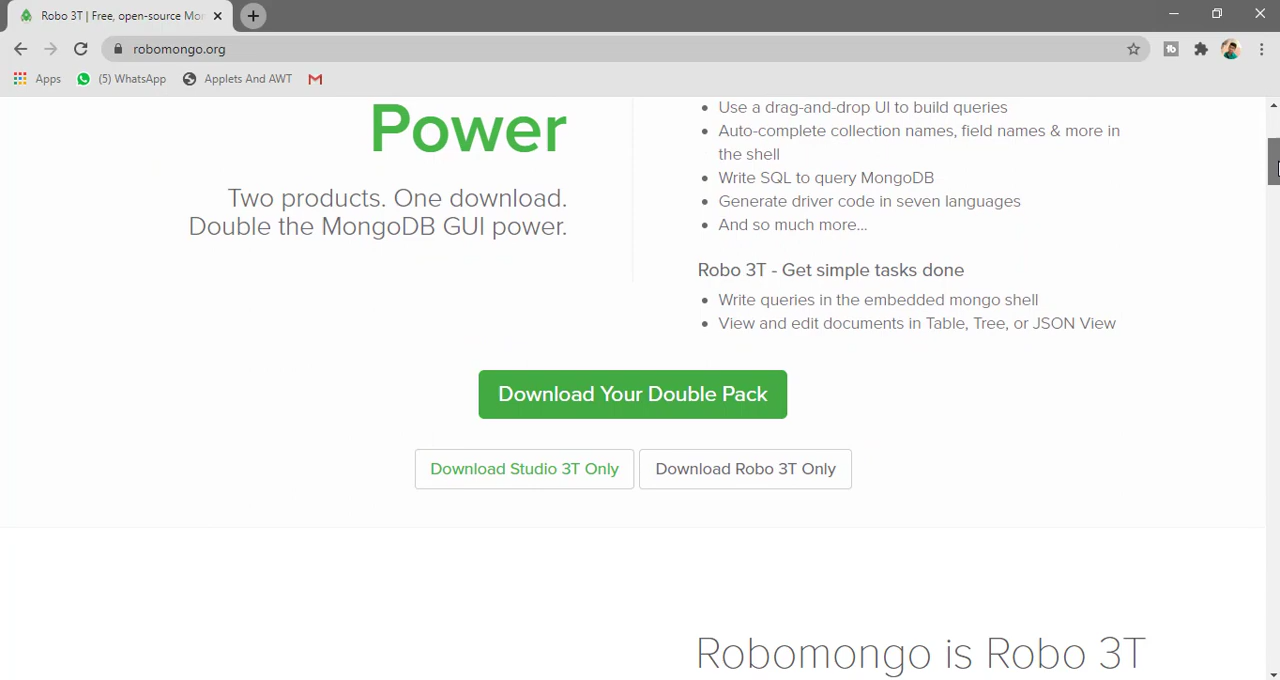 Robo 3T | Free, open-source Mon
robomongo.org
Apps
(5) WhatsApp
Applets And AWT
Power
Two products. One download.
Double the MongoDB GUI power.
Use a drag-and-drop UI to build queries
Auto-complete collection names, field names & more in
the shell
Write SQL to query MongoDB
Generate driver code in seven languages
And so much more...
Robo 3T - Get simple tasks done
Write queries in the embedded mongo shell
View and edit documents in Table, Tree, or JSON View
Download Your Double Pack
Download Studio 3T Only
Download Robo 3T Only
Robomongo is Robo 3T